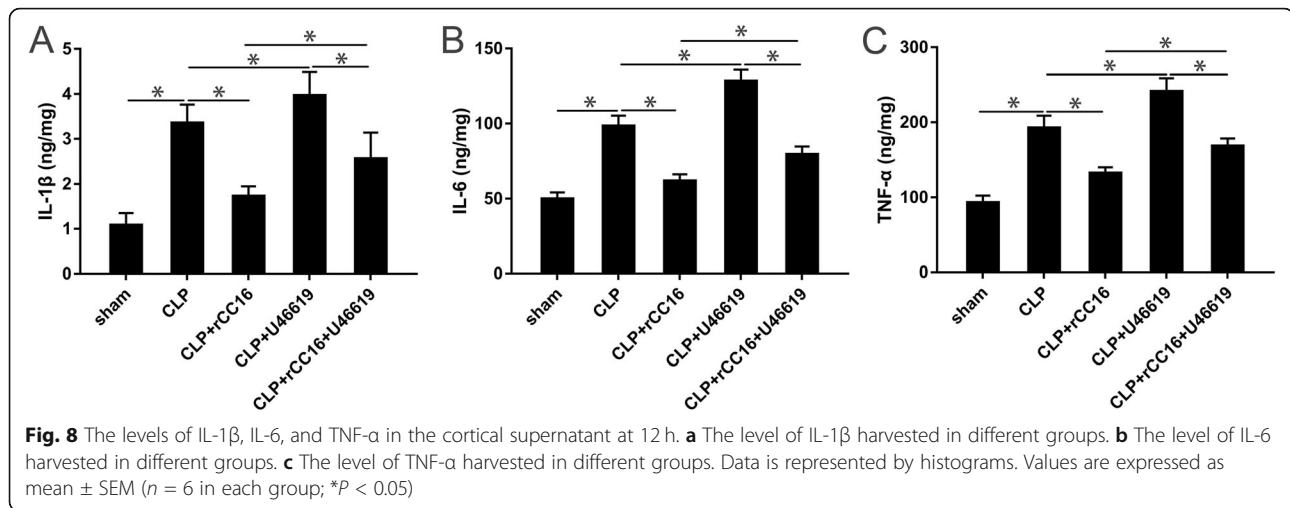 A
IL-1β (ng/mg)
5
4
3
2
1
0
* * * * *
sham
CLP
CLP+rCC16
CLP+U46619
CLP+rCC16+U46619
B
IL-6 (ng/mg)
150
100
50
0
* * * * *
sham
CLP
CLP+rCC16
CLP+U46619
CLP+rCC16+U46619
C
TNF-α (ng/mg)
300
200
100
0
* * * * *
sham
CLP
CLP+rCC16
CLP+U46619
CLP+rCC16+U46619
Fig. 8 The levels of IL-1β, IL-6, and TNF-α in the cortical supernatant at 12 h. a The level of IL-1β harvested in different groups. b The level of IL-6
harvested in different groups. c The level of TNF-α harvested in different groups. Data is represented by histograms. Values are expressed as
mean ± SEM (n = 6 in each group; *P < 0.05)